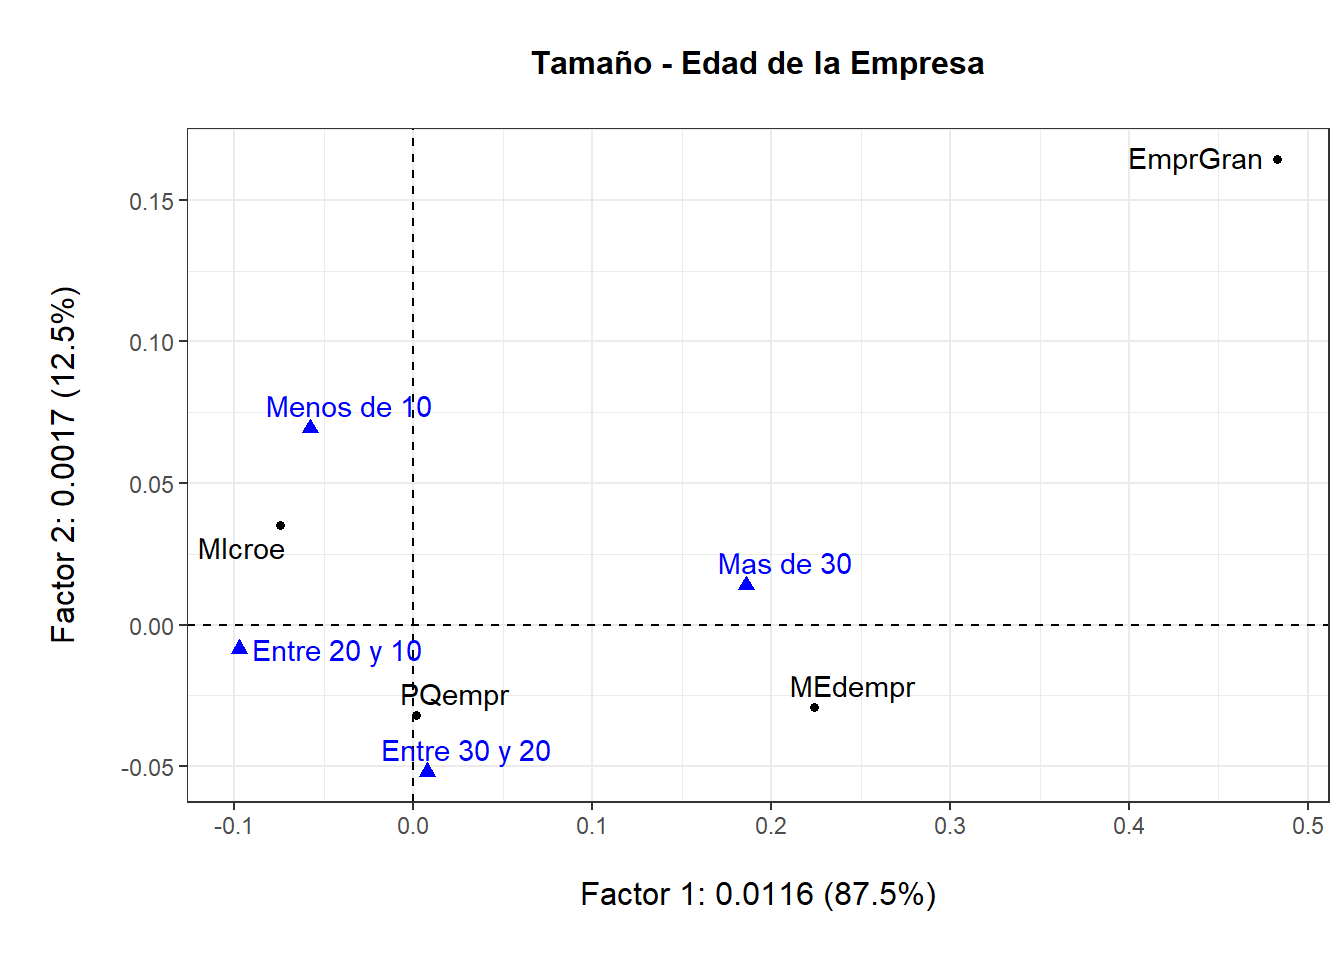 Tamaño - Edad de la Empresa
EmprGran
0.15
0.10
Menos de 10
0.05
MIcroe
Mas de 30
0.00
Entre 20 y 10
PQempr
MEdempr
Entre 30 y 20
-0.05
-0.1 0.0 0.1 0.2 0.3 0.4 0.5
Factor 1: 0.0116 (87.5%)
Factor 2: 0.0017 (12.5%)